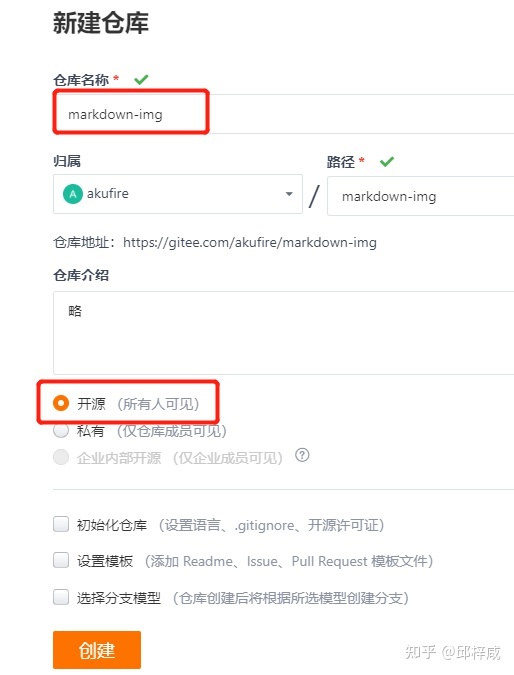 新建仓库
仓库名称 *
markdown-img
归属
路径 *
A akufire / markdown-img
仓库地址：https://gitee.com/akufire/markdown-img
仓库介绍
略
开源 （所有人可见）
私有 （仅仓库成员可见）
企业内部开源 （仅企业成员可见） ?
初始化仓库 （设置语言、.gitignore、开源许可证）
设置模板 （添加 Readme、Issue、Pull Request 模板文件）
选择分支模型 （仓库创建后将根据所选模型创建分支）
创建
知乎 @邱梓咸